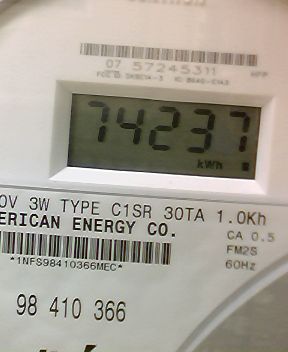 07 57245311
74237
kWh
0V 3W TYPE C1SR 30TA 1.0Kh
ERICAN ENERGY CO.
CA 0.5
FM2S
60Hz
*1NFS98410366MEC*
98 410 366